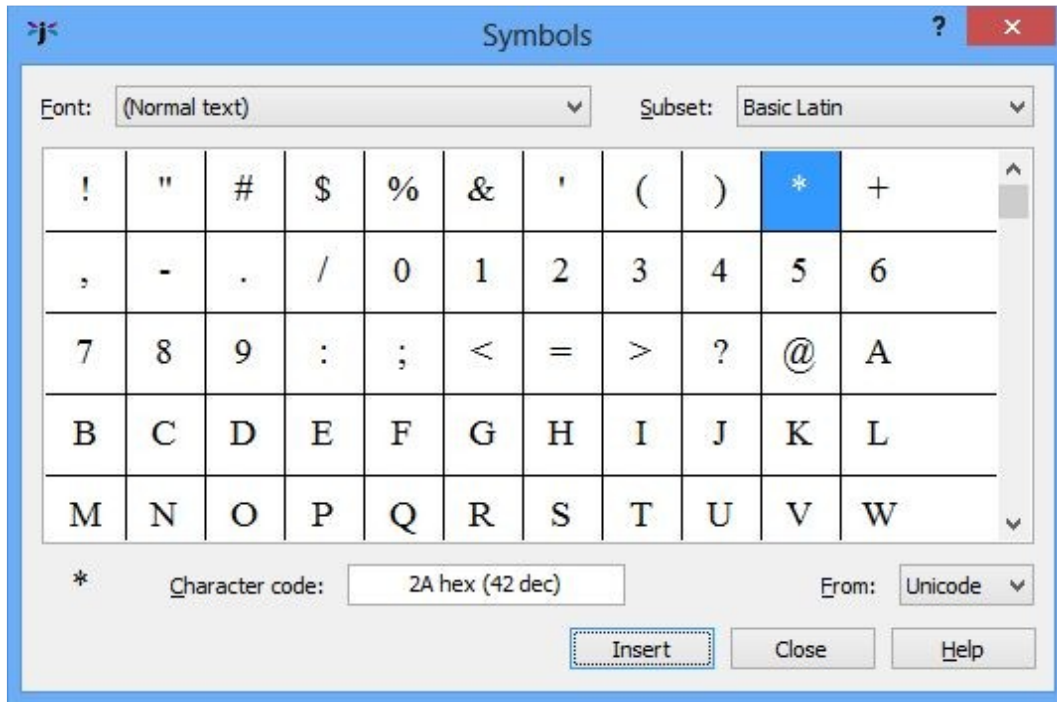 j
Symbols
?
×
Font: (Normal text) Subset: Basic Latin
! " # $ % & ' ( ) * +
, - . / 0 1 2 3 4 5 6
7 8 9 : ; < = > ? @ A
B C D E F G H I J K L
M N O P Q R S T U V W
* Character code: 2A hex (42 dec) From: Unicode
Insert Close Help